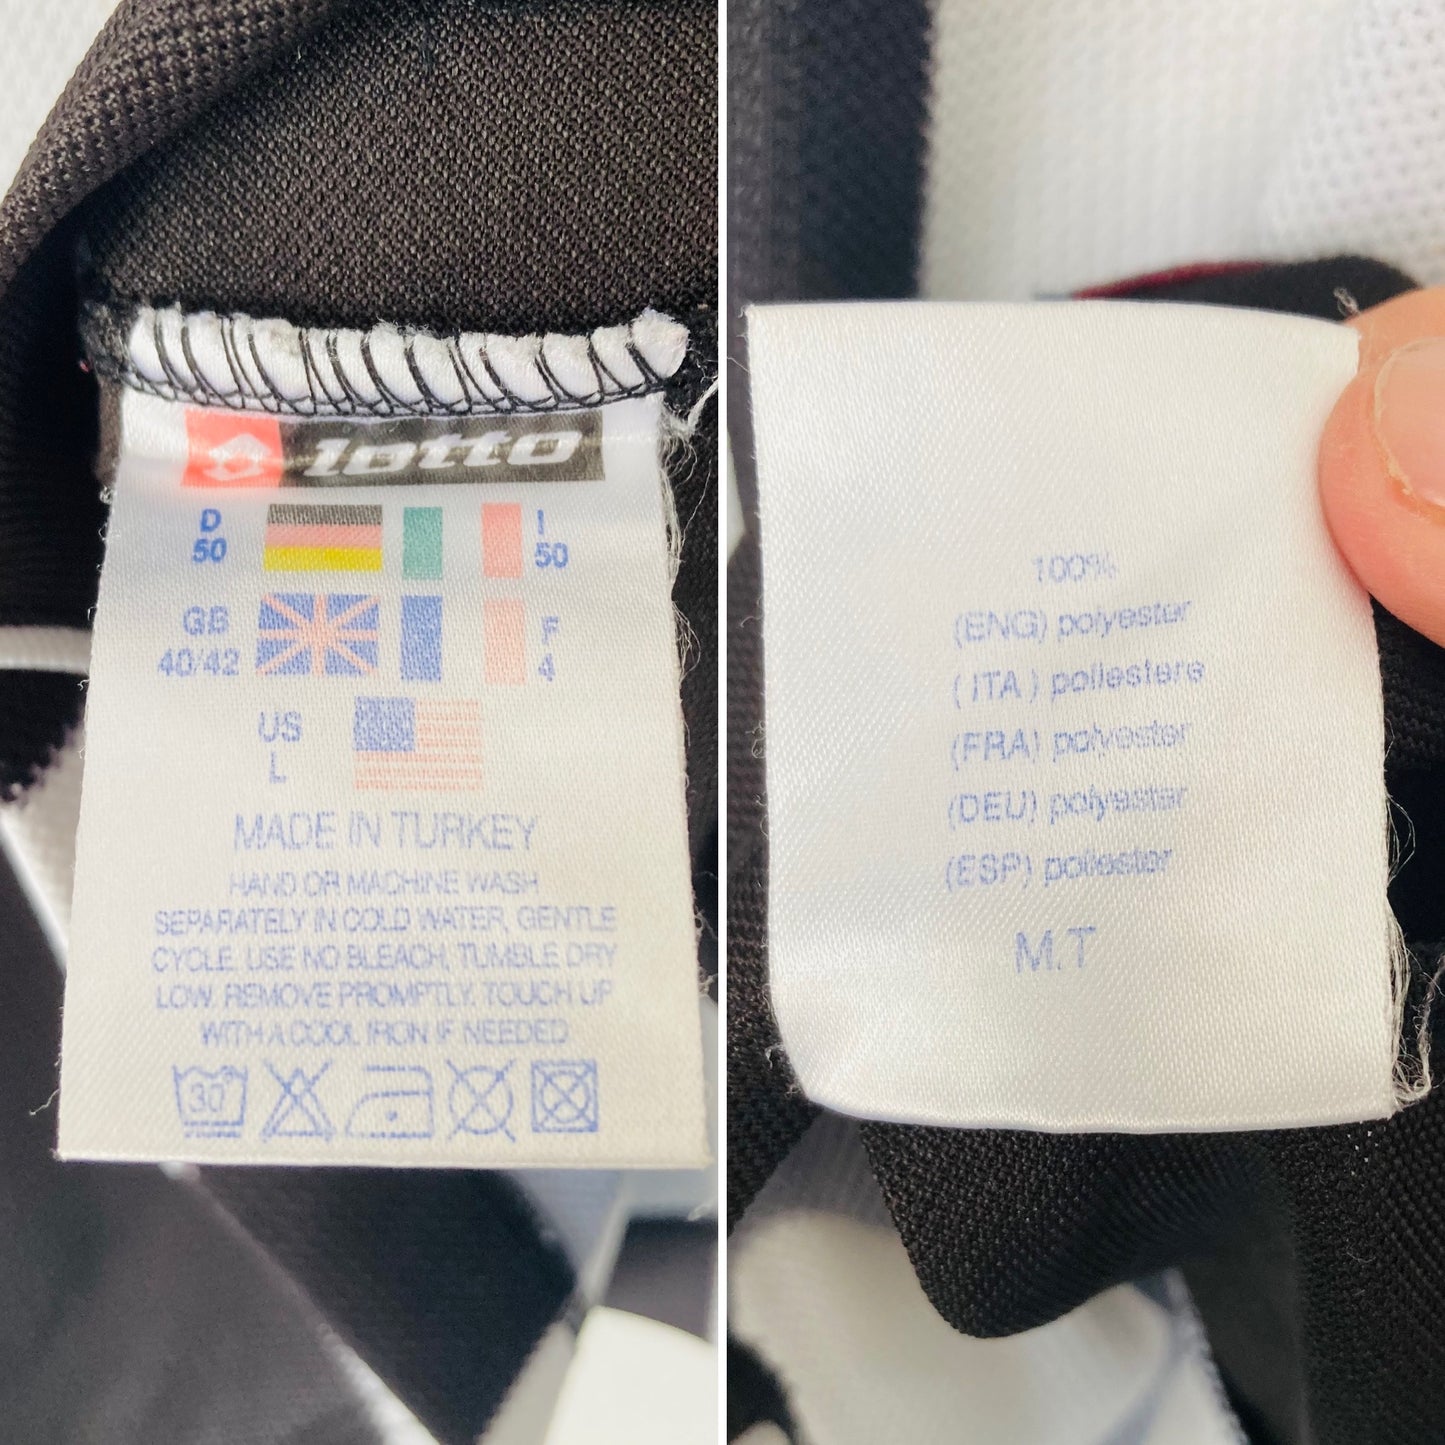 lotto
D
50
I
50
GB
40/42
F
4
US
L
MADE IN TURKEY
HAND OR MACHINE WASH
SEPARATELY IN COLD WATER, GENTLE
CYCLE. USE NO BLEACH, TUMBLE DRY
LOW. REMOVE PROMPTLY. TOUCH UP
WITH A COOL IRON IF NEEDED
30°
100%
(ENG) polyester
(ITA) poliestere
(FRA) polyester
(DEU) polyester
(ESP) poliester
M.T